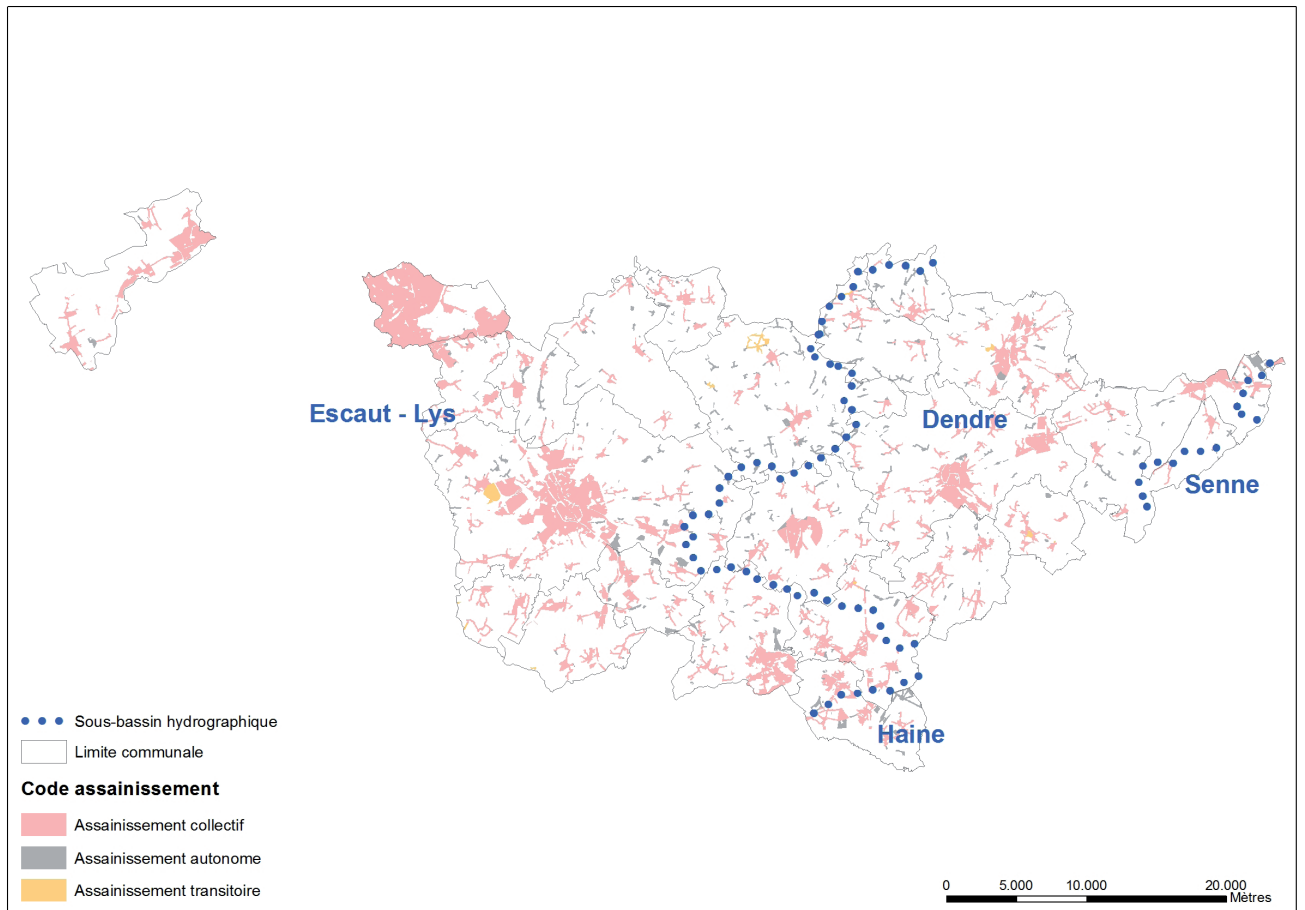 Escaut - Lys
Dendre
Senne
Haine
Sous-bassin hydrographique
Limite communale
Code assainissement
Assainissement collectif
Assainissement autonome
Assainissement transitoire
0 5.000 10.000 20.000
Mètres